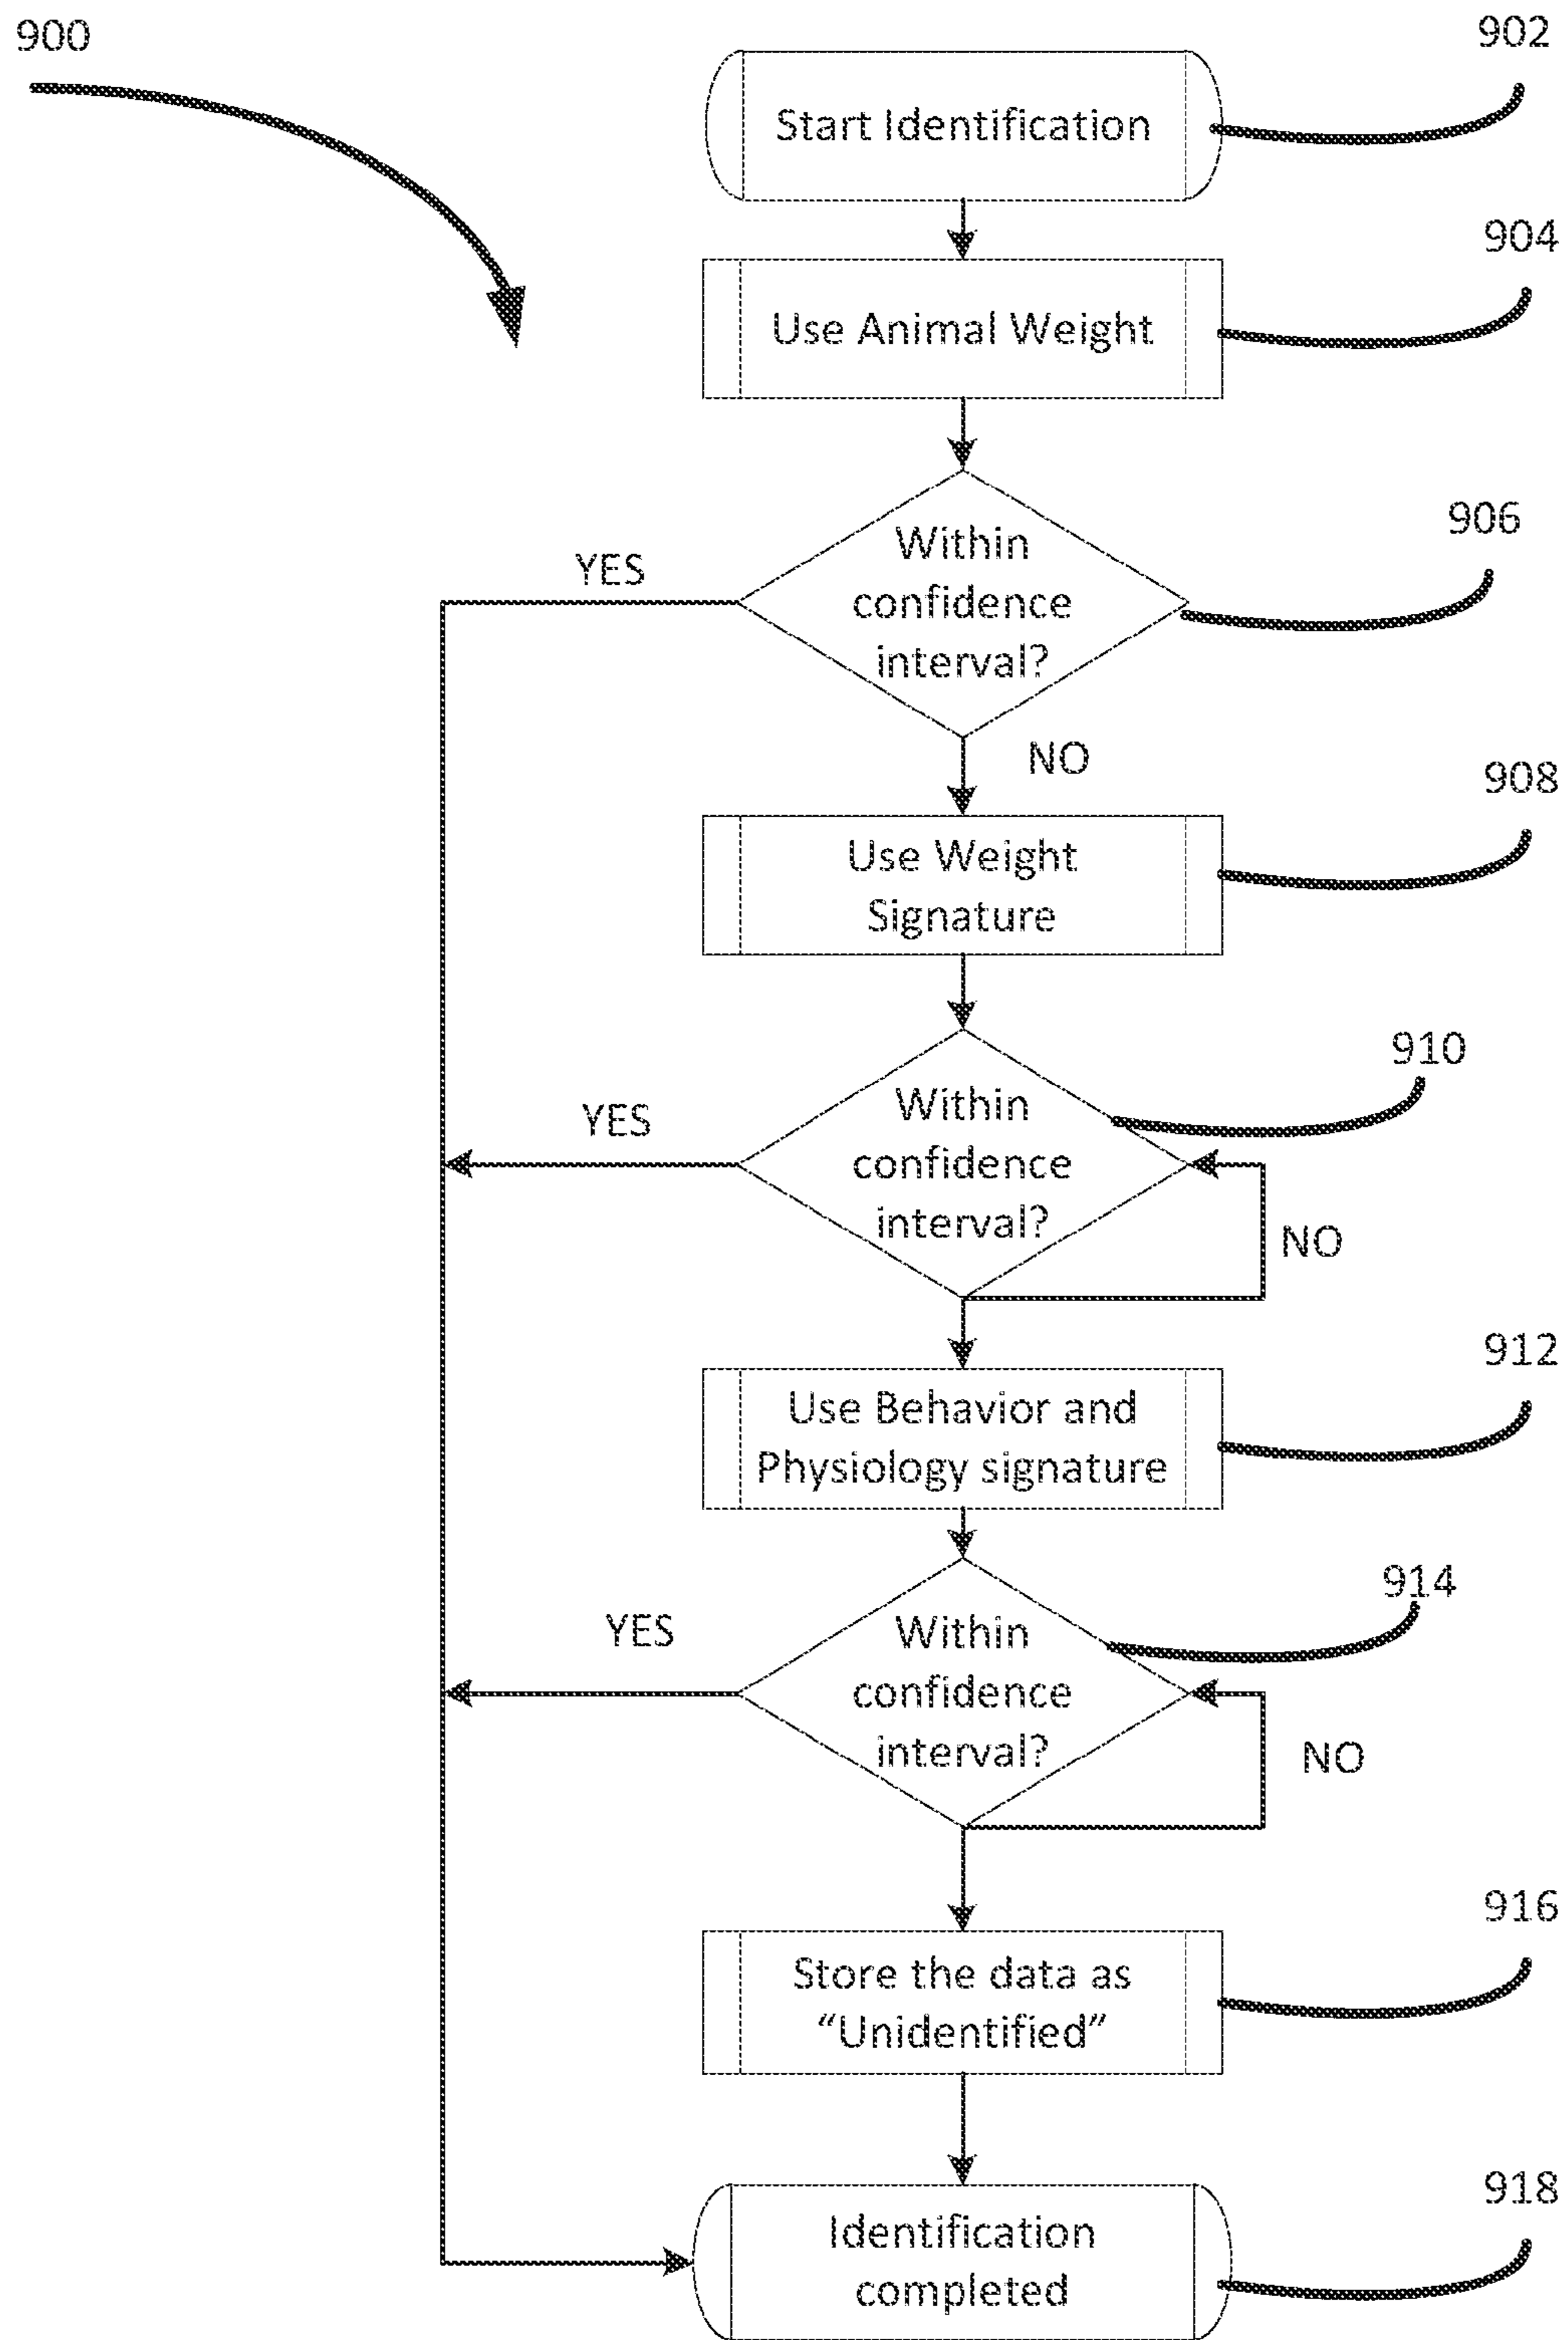 900
902
Start Identification
904
Use Animal Weight
906
Within
confidence
interval?
YES
NO
908
Use Weight
Signature
910
Within
confidence
interval?
YES
NO
912
Use Behavior and
Physiology signature
914
Within
confidence
interval?
YES
NO
916
Store the data as
“Unidentified”
918
Identification
completed